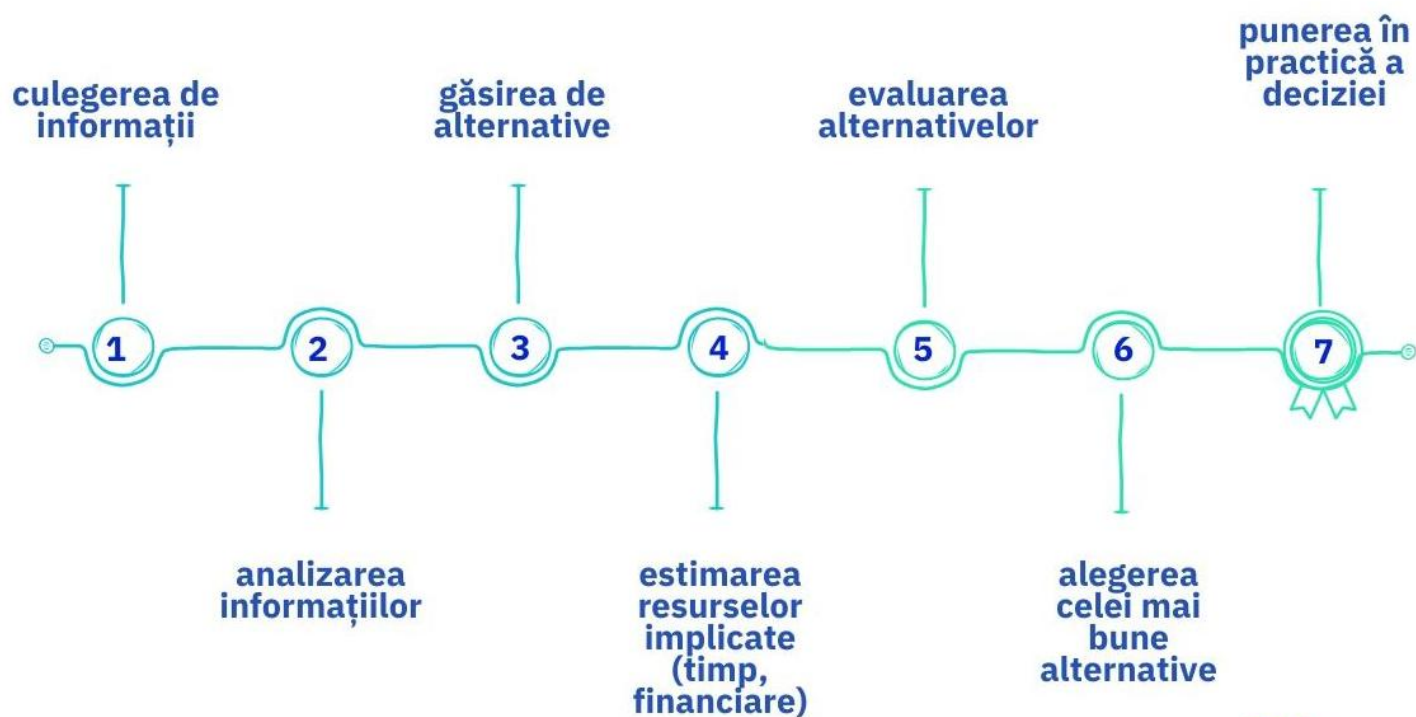 culegerea de
informații
1
analizarea
informațiilor
2
găsirea de
alternative
3
estimarea
resurselor
implicate
(timp,
financiare)
4
evaluarea
alternativelor
5
alegerea
celei mai
bune
alternative
6
punerea în
practică a
deciziei
7